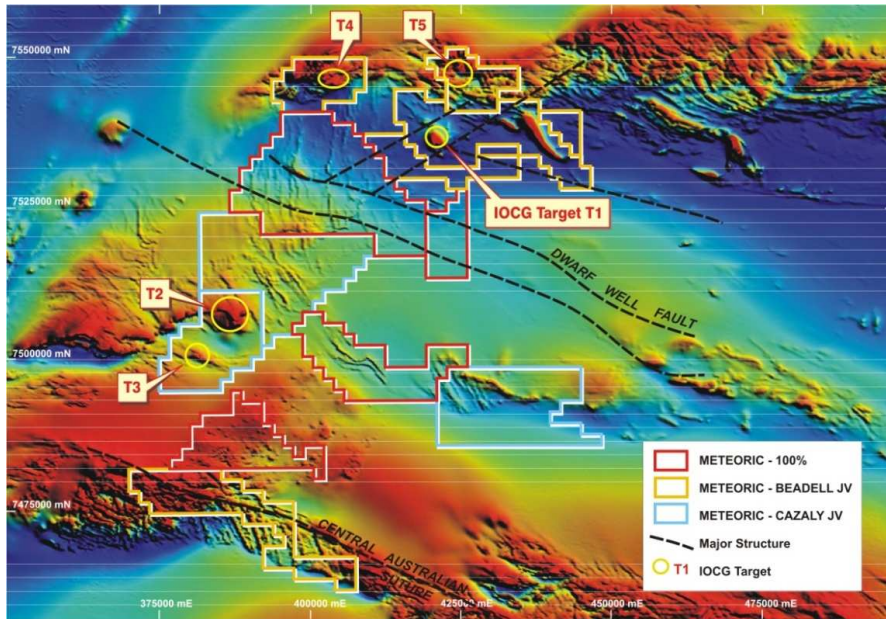 7550000 mN
T4
T5
7525000 mN
IOCG Target T1
DWARF WELL FAULT
T2
7500000 mN
T3
METEORIC - 100%
METEORIC - BEADELL JV
METEORIC - CAZALY JV
Major Structure
T1 IOCG Target
7475000 mN
CENTRAL AUSTRALIAN
SUTURE
375000 mE
400000 mE
425000 mE
450000 mE
475000 mE